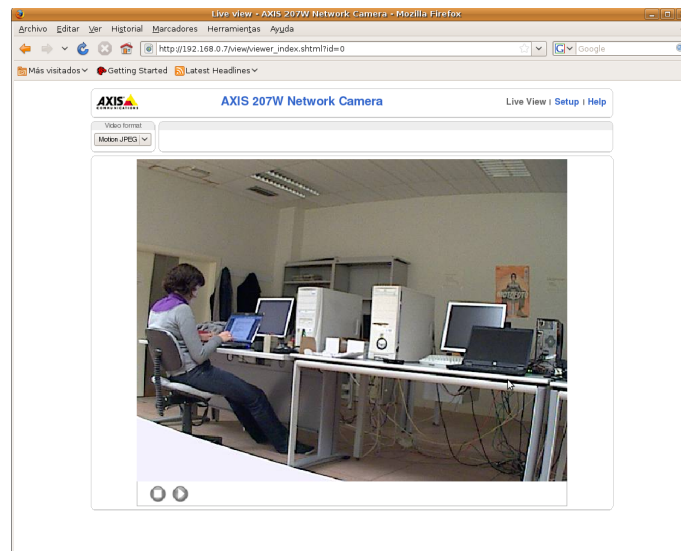 Live view - AXIS 207W Network Camera - Mozilla Firefox
Archivo Editar Ver Historial Marcadores Herramientas Ayuda
http://192.168.0.7/view/viewer_index.shtml?id=0
Google
Más visitados
Getting Started
Latest Headlines
AXIS
COMMUNICATIONS
AXIS 207W Network Camera
Live View | Setup | Help
Video format
Motion JPEG